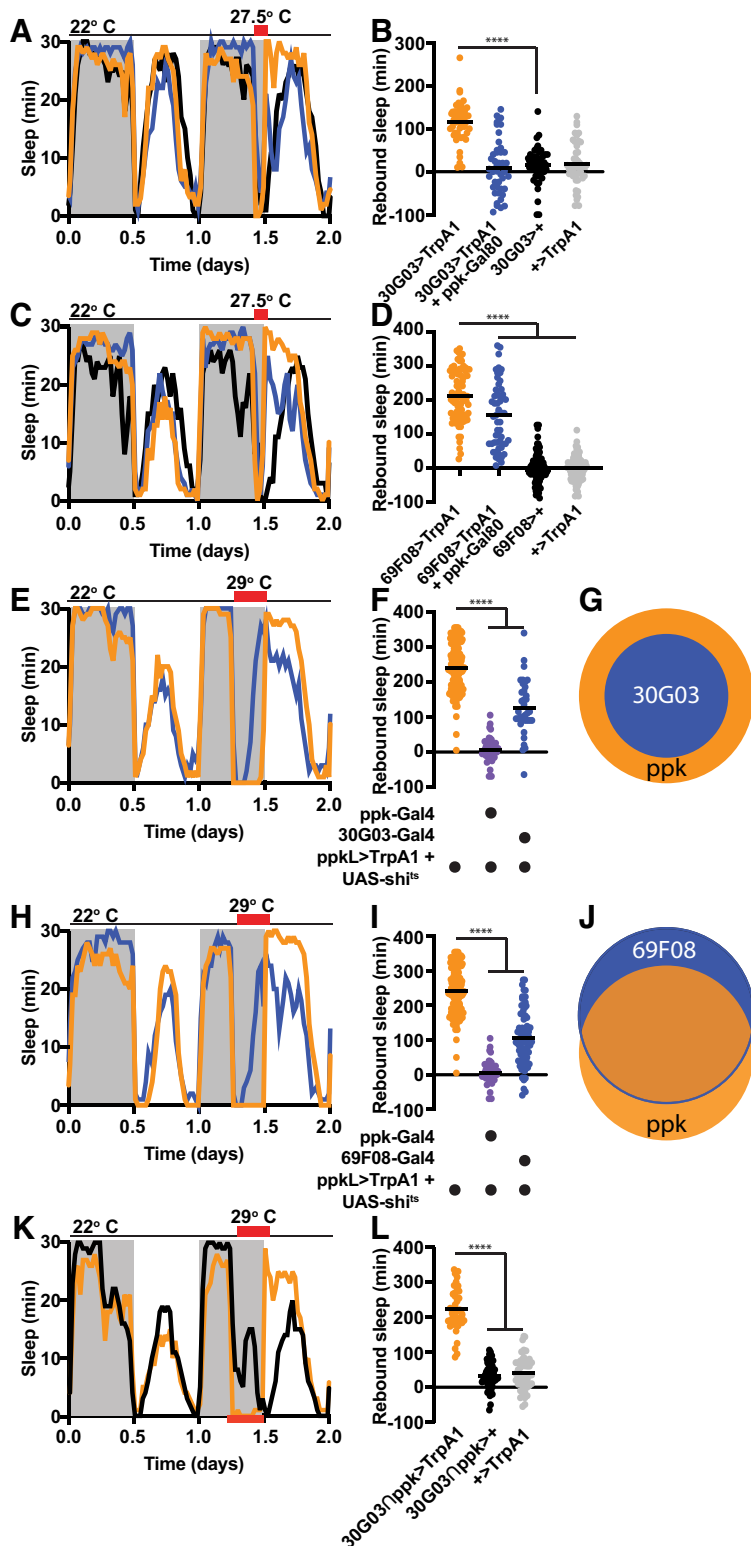 A
22° C
27.5° C
Sleep (min)
30
20
10
0
0.0
0.5
1.0
1.5
2.0
Time (days)
B
Rebound sleep (min)
300
200
100
0
-100
****
30G03>TrpA1
30G03>TrpA1
+ ppk-Gal80
30G03>+
+>TrpA1
C
22° C
27.5° C
Sleep (min)
30
20
10
0
0.0
0.5
1.0
1.5
2.0
Time (days)
D
Rebound sleep (min)
400
300
200
100
0
-100
****
69F08>TrpA1
69F08>TrpA1
+ ppk-Gal80
69F08>+
+>TrpA1
E
22° C
29° C
Sleep (min)
30
20
10
0
0.0
0.5
1.0
1.5
2.0
Time (days)
F
Rebound sleep (min)
400
300
200
100
0
-100
****
ppk-Gal4
30G03-Gal4
ppkL>TrpA1 +
UAS-shiᵗˢ
G
30G03
ppk
H
22° C
29° C
Sleep (min)
30
20
10
0
0.0
0.5
1.0
1.5
2.0
Time (days)
I
Rebound sleep (min)
400
300
200
100
0
-100
****
ppk-Gal4
69F08-Gal4
ppkL>TrpA1 +
UAS-shiᵗˢ
J
69F08
ppk
K
22° C
29° C
Sleep (min)
30
20
10
0
0.0
0.5
1.0
1.5
2.0
Time (days)
L
Rebound sleep (min)
400
300
200
100
0
-100
****
30G03∩ppk>TrpA1
30G03∩ppk>+
+>TrpA1